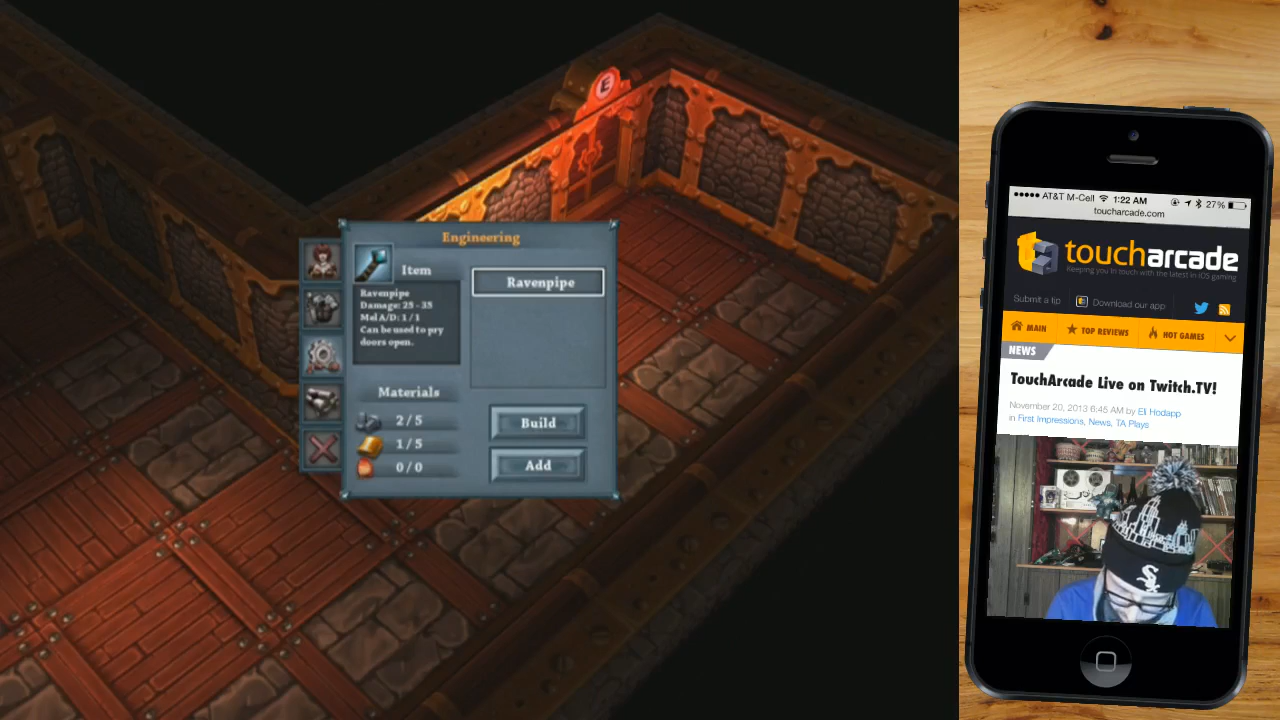 E
Engineering
Item
Ravenpipe
Damage: 25 - 35
Mel A/D: 1 / 1
Can be used to pry
doors open.
Ravenpipe
Materials
2 / 5
1 / 5
0 / 0
Build
Add
AT&T M-Cell 1:22 AM 27%
toucharcade.com
toucharcade
Keeping you in touch with the latest in iOS gaming
Submit a tip Download our app
MAIN TOP REVIEWS HOT GAMES
NEWS
TouchArcade Live on Twitch.TV!
November 20, 2013 6:45 AM by Eli Hodapp
in First Impressions, News, TA Plays
SOX